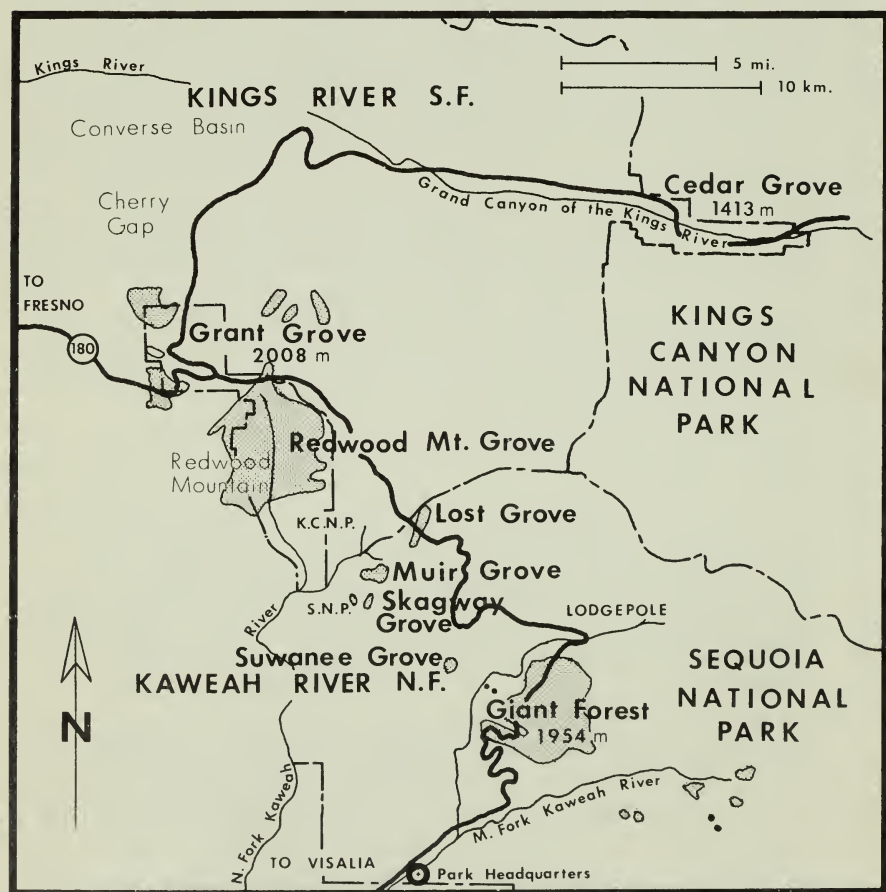 Kings River
5 mi.
10 km.
KINGS RIVER S.F.
Converse Basin
Cherry
Gap
Cedar Grove
1413 m
Grand Canyon of the Kings River
TO
FRESNO
180
Grant Grove
2008 m
KINGS
CANYON
NATIONAL
PARK
Redwood Mt. Grove
Redwood
Mountain
K.C.N.P.
Lost Grove
Muir Grove
S.N.P.
Skagway
Grove
LODGEPOLE
River
Suwanee Grove
KAWEAH RIVER N.F.
SEQUOIA
NATIONAL
PARK
Giant Forest
1954 m
N
N. Fork Kaweah
M. Fork Kaweah River
TO VISALIA
Park Headquarters